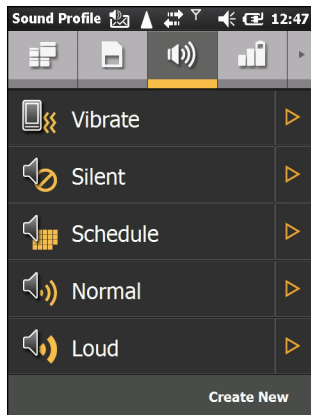 Sound Profile 12:47
Vibrate
Silent
Schedule
Normal
Loud
Create New